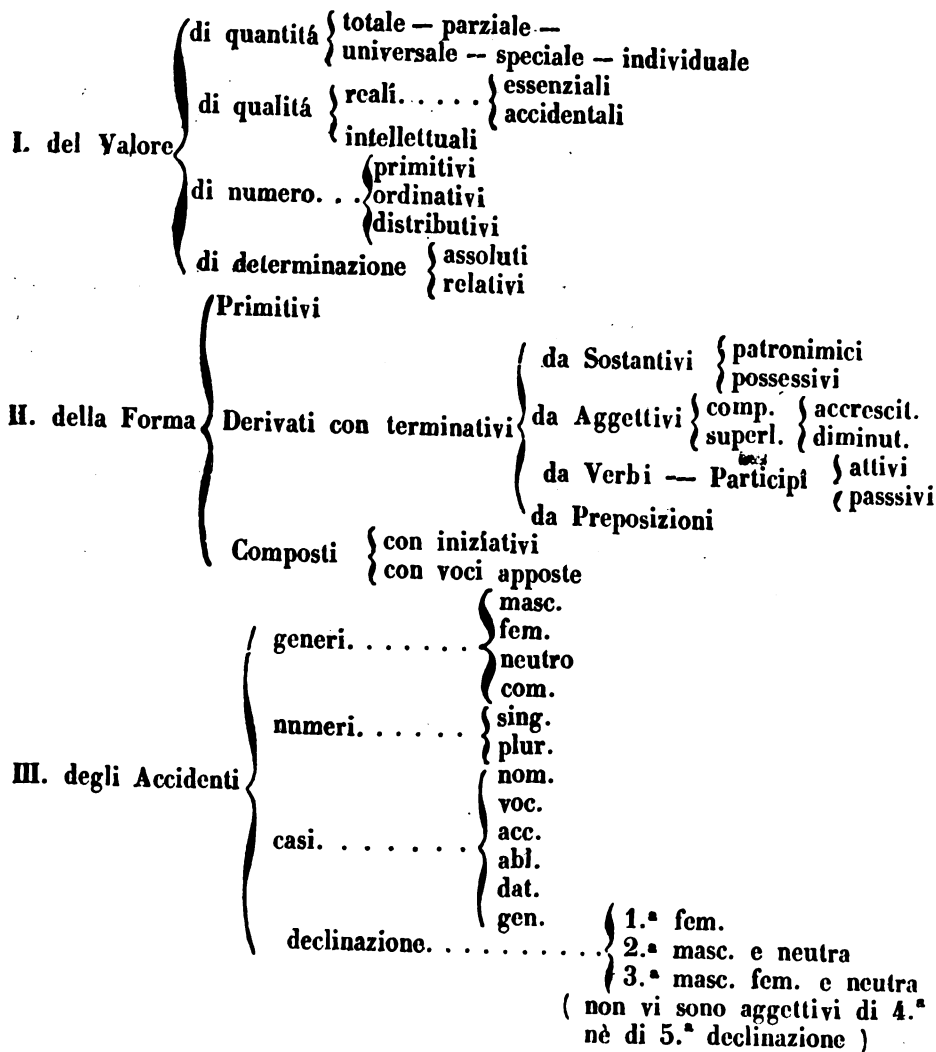 I. del Valore
di quantitá
totale — parziale —
universale — speciale — individuale
di qualitá
reali. . . . .
essenziali
accidentali
intellettuali
di numero. . .
primitivi
ordinativi
distributivi
di determinazione
assoluti
relativi
II. della Forma
Primitivi
Derivati con terminativi
da Sostantivi
patronimici
possessivi
da Aggettivi
comp.
superl.
accrescit.
diminut.
da Verbi — Participî
attivi
passsivi
da Preposizioni
Composti
con iniziativi
con voci apposte
III. degli Accidenti
generi. . . . . . .
masc.
fem.
neutro
com.
nnmeri. . . . . .
sing.
plur.
casi. . . . . . . .
nom.
voc.
acc.
abl.
dat.
gen.
declinazione. . . . . . . . . .
1.ª fem.
2.ª masc. e neutra
3.ª masc. fem. e neutra
( non vi sono aggettivi di 4.ª
nè di 5.ª declinazione )